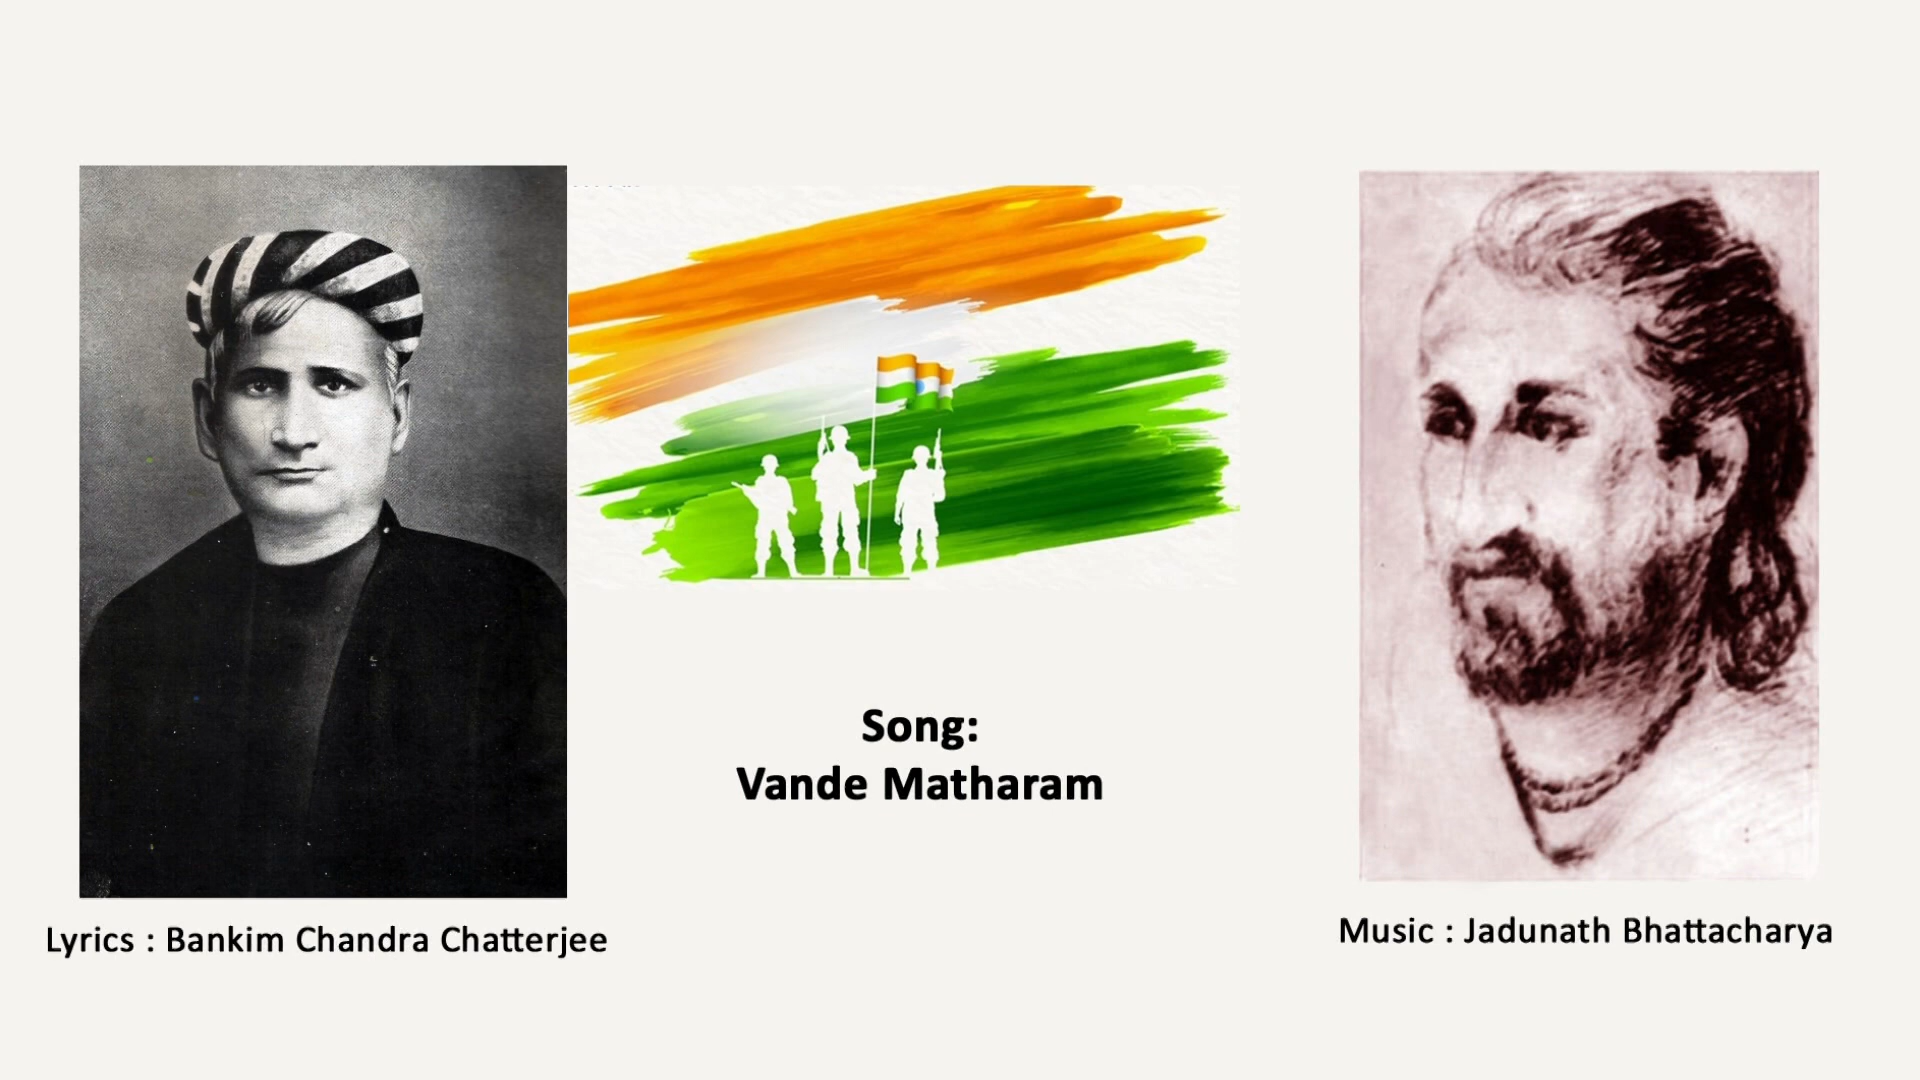 Song:
Vande Matharam
Lyrics : Bankim Chandra Chatterjee
Music : Jadunath Bhattacharya